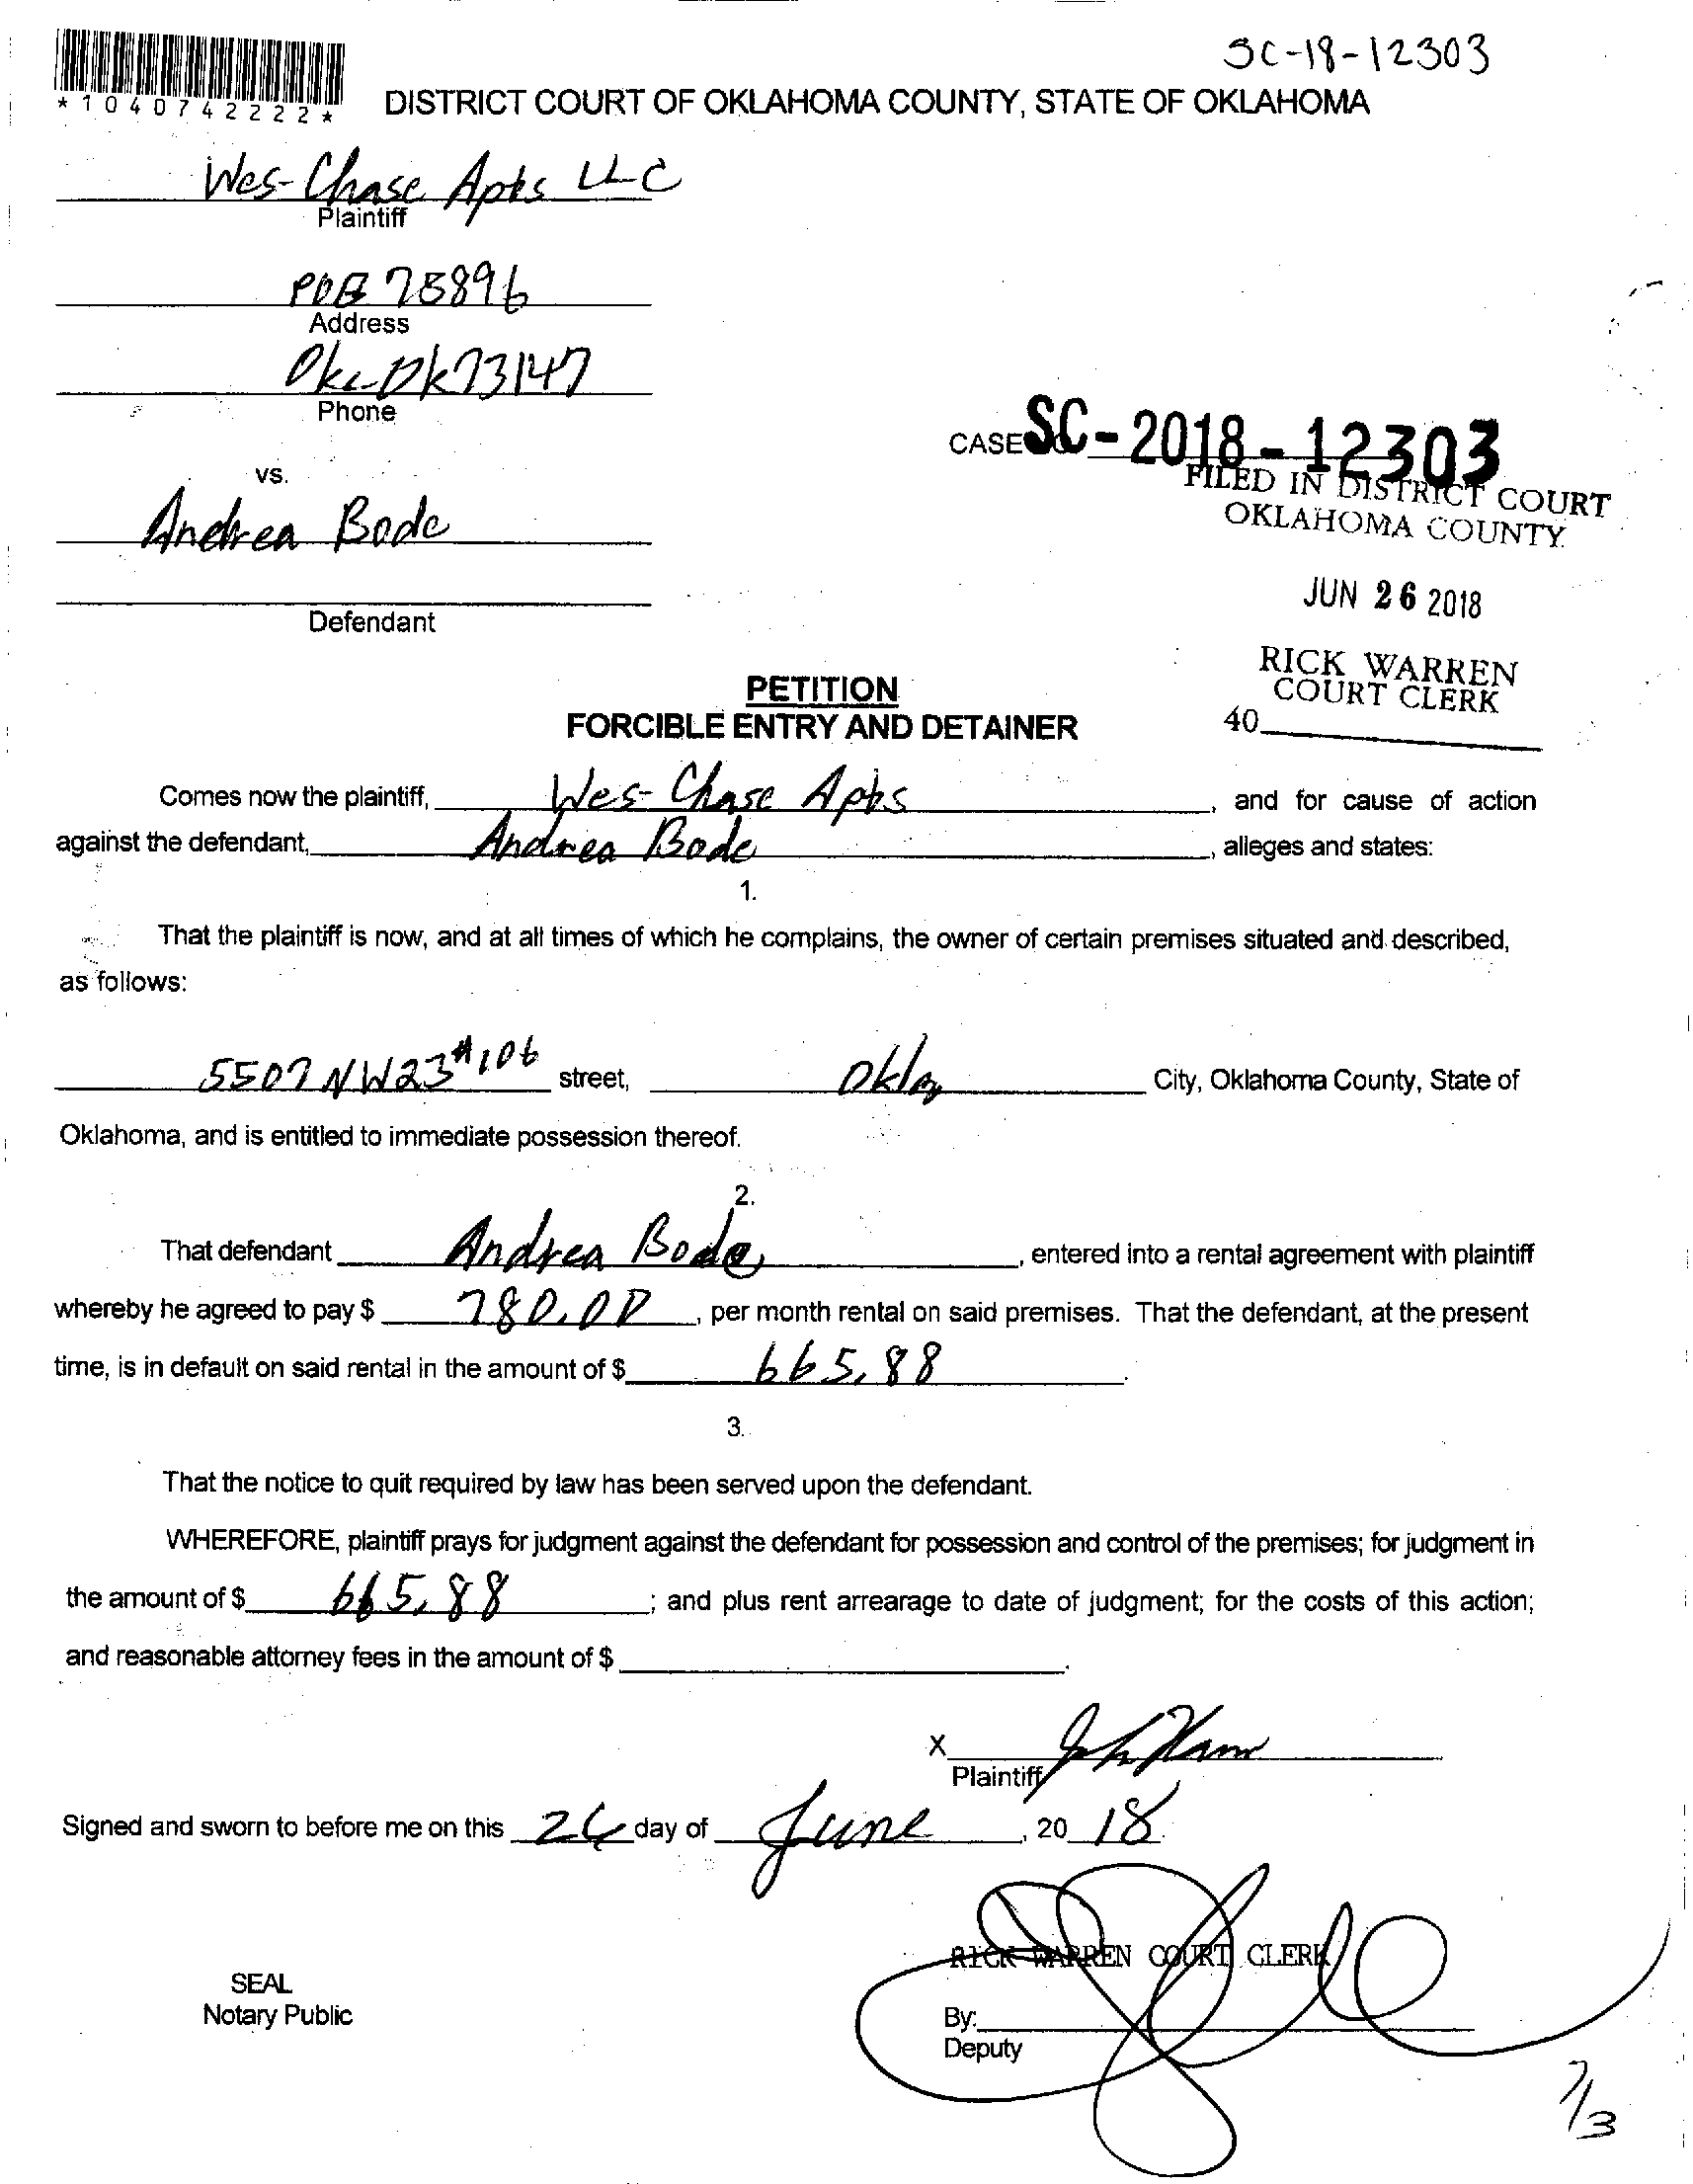 SC-18-12303
*1040742222*
DISTRICT COURT OF OKLAHOMA COUNTY, STATE OF OKLAHOMA
Wes-Chase Apts LLC
Plaintiff
POB 75896
Address
Okc Ok 73147
Phone
CASE SC-2018-12303
FILED IN DISTRICT COURT
OKLAHOMA COUNTY
vs.
Andrea Bode
JUN 26 2018
Defendant
RICK WARREN
COURT CLERK
40
PETITION
FORCIBLE ENTRY AND DETAINER
Comes now the plaintiff, Wes-Chase Apts, and for cause of action
against the defendant, Andrea Bode, alleges and states:
1.
That the plaintiff is now, and at all times of which he complains, the owner of certain premises situated and described,
as follows:
5507 NW23 #106 street, Okla City, Oklahoma County, State of
Oklahoma, and is entitled to immediate possession thereof.
2.
That defendant Andrea Bode, entered into a rental agreement with plaintiff
whereby he agreed to pay $ 780.00, per month rental on said premises. That the defendant, at the present
time, is in default on said rental in the amount of $ 665.88.
3.
That the notice to quit required by law has been served upon the defendant.
WHEREFORE, plaintiff prays for judgment against the defendant for possession and control of the premises; for judgment in
the amount of $ 665.88; and plus rent arrearage to date of judgment; for the costs of this action;
and reasonable attorney fees in the amount of $ .
X
Plaintiff
Signed and sworn to before me on this 26 day of June, 20 18.
RICK WARREN COURT CLERK
SEAL
Notary Public
By:
Deputy
7/3